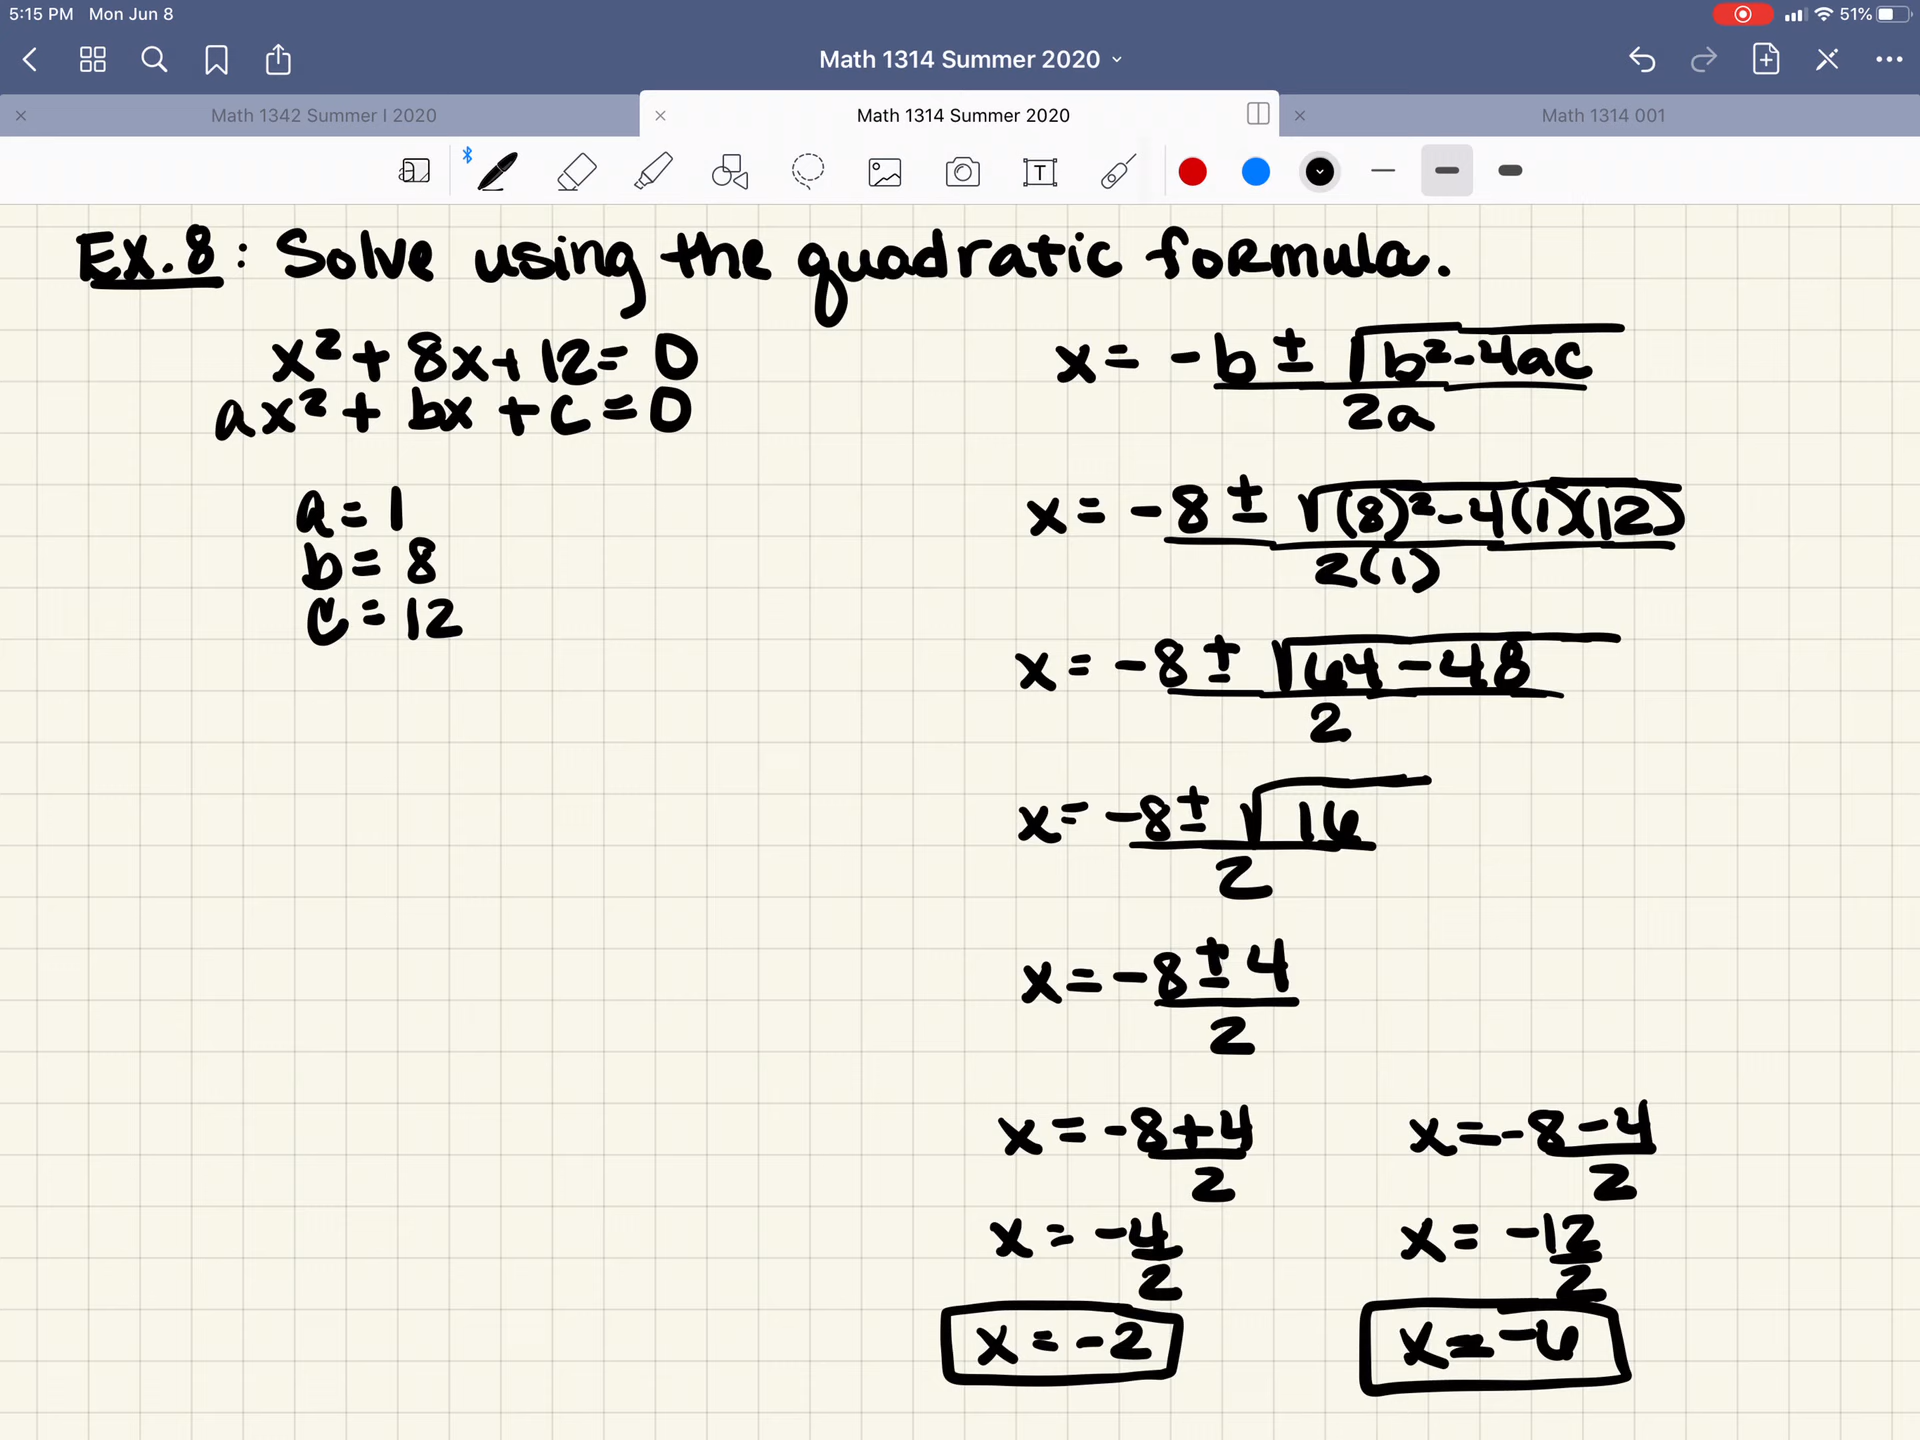 5:15 PM Mon Jun 8 51%
Math 1314 Summer 2020
Math 1342 Summer I 2020 Math 1314 Summer 2020 Math 1314 001
a T
Ex. 8: Solve using the quadratic formula.
x² + 8x + 12 = 0
ax² + bx + c = 0
a = 1
b = 8
c = 12
x = -b ± √(b² - 4ac) / 2a
x = -8 ± √((8)² - 4(1)(12)) / 2(1)
x = -8 ± √(64 - 48) / 2
x = -8 ± √16 / 2
x = -8 ± 4 / 2
x = -8 + 4 / 2
x = -4 / 2
x = -2
x = -8 - 4 / 2
x = -12 / 2
x = -6